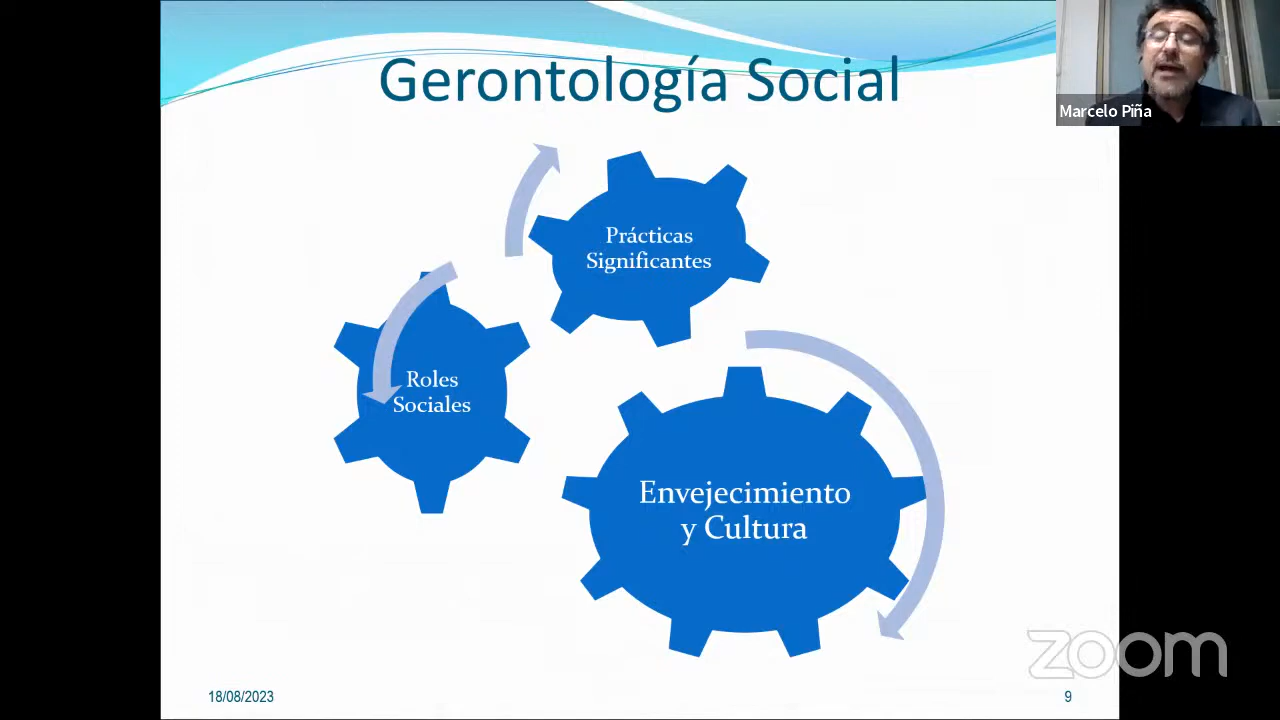 Gerontología Social
Marcelo Piña
Prácticas
Significantes
Roles
Sociales
Envejecimiento
y Cultura
zoom
18/08/2023
9